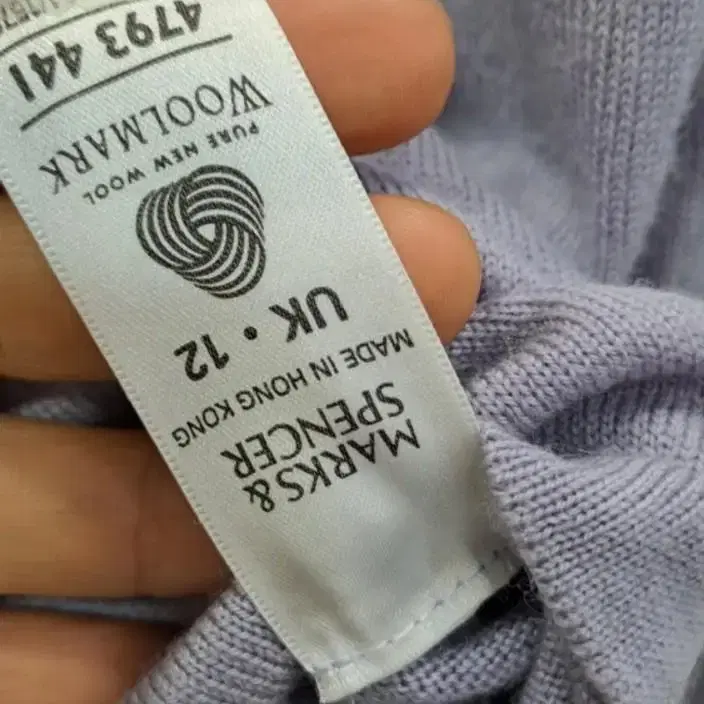 MARKS &
SPENCER
MADE IN HONG KONG
UK • 12
PURE NEW WOOL
WOOLMARK
4793 441